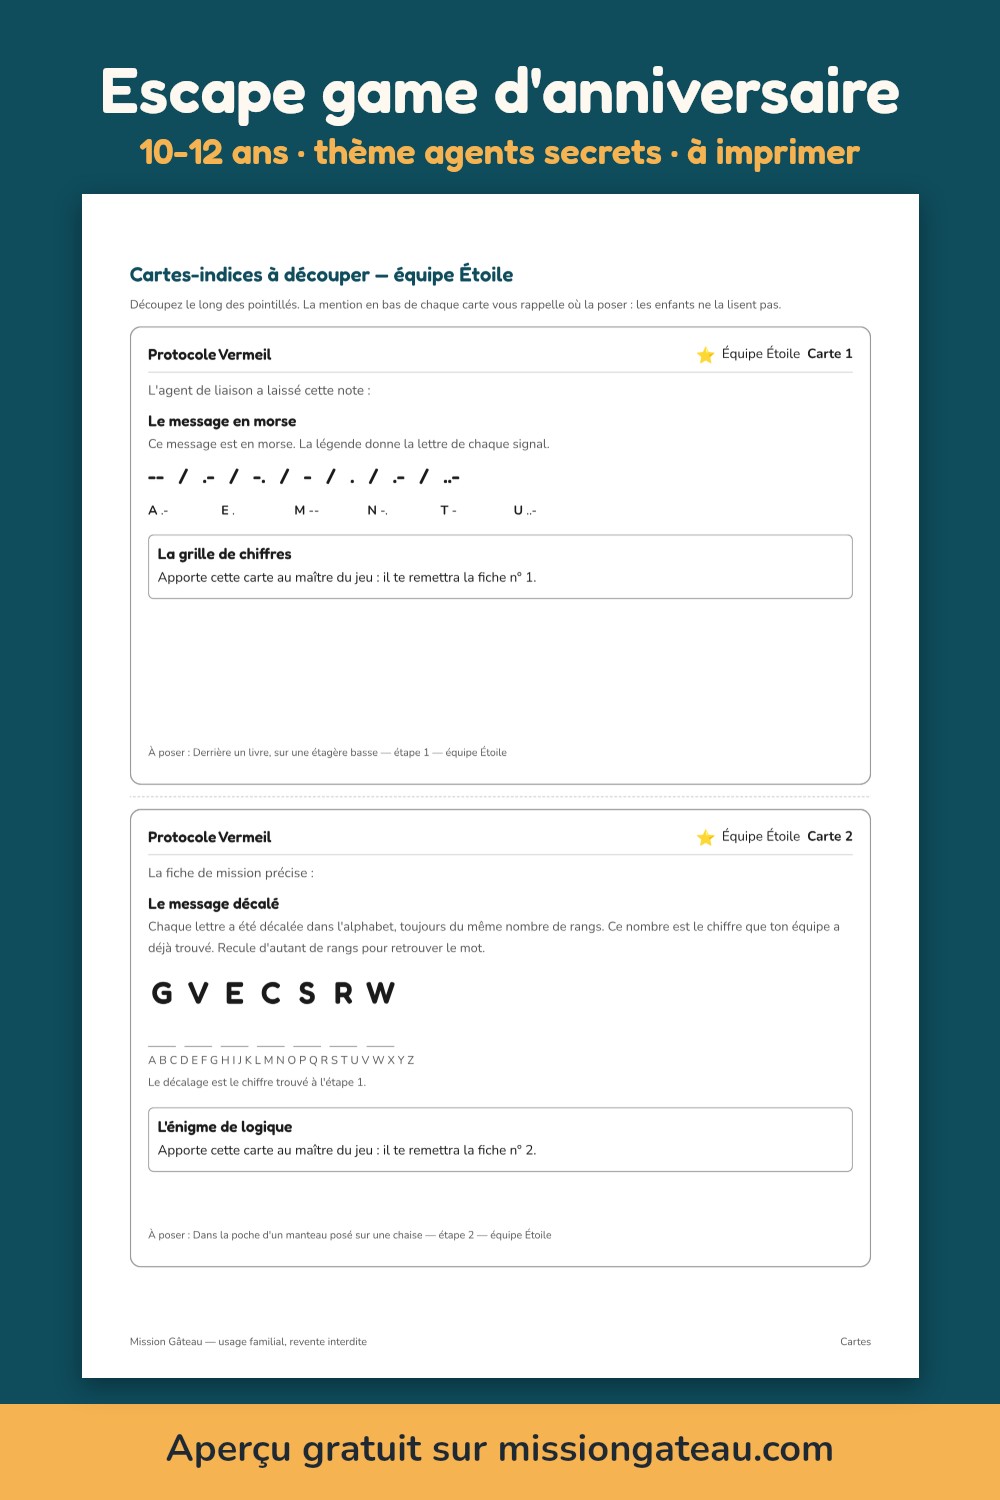 Escape game d'anniversaire
10-12 ans · thème agents secrets · à imprimer
Cartes-indices à découper — équipe Étoile
Découpez le long des pointillés. La mention en bas de chaque carte vous rappelle où la poser : les enfants ne la lisent pas.
Protocole Vermeil
⭐ Équipe Étoile Carte 1
L'agent de liaison a laissé cette note :
Le message en morse
Ce message est en morse. La légende donne la lettre de chaque signal.
-- / .- / -. / - / . / .- / ..-
A .- E . M -- N -. T - U ..-
La grille de chiffres
Apporte cette carte au maître du jeu : il te remettra la fiche n° 1.
À poser : Derrière un livre, sur une étagère basse — étape 1 — équipe Étoile
Protocole Vermeil
⭐ Équipe Étoile Carte 2
La fiche de mission précise :
Le message décalé
Chaque lettre a été décalée dans l'alphabet, toujours du même nombre de rangs. Ce nombre est le chiffre que ton équipe a
déjà trouvé. Recule d'autant de rangs pour retrouver le mot.
G V E C S R W
A B C D E F G H I J K L M N O P Q R S T U V W X Y Z
Le décalage est le chiffre trouvé à l'étape 1.
L'énigme de logique
Apporte cette carte au maître du jeu : il te remettra la fiche n° 2.
À poser : Dans la poche d'un manteau posé sur une chaise — étape 2 — équipe Étoile
Mission Gâteau — usage familial, revente interdite
Cartes
Aperçu gratuit sur missiongateau.com